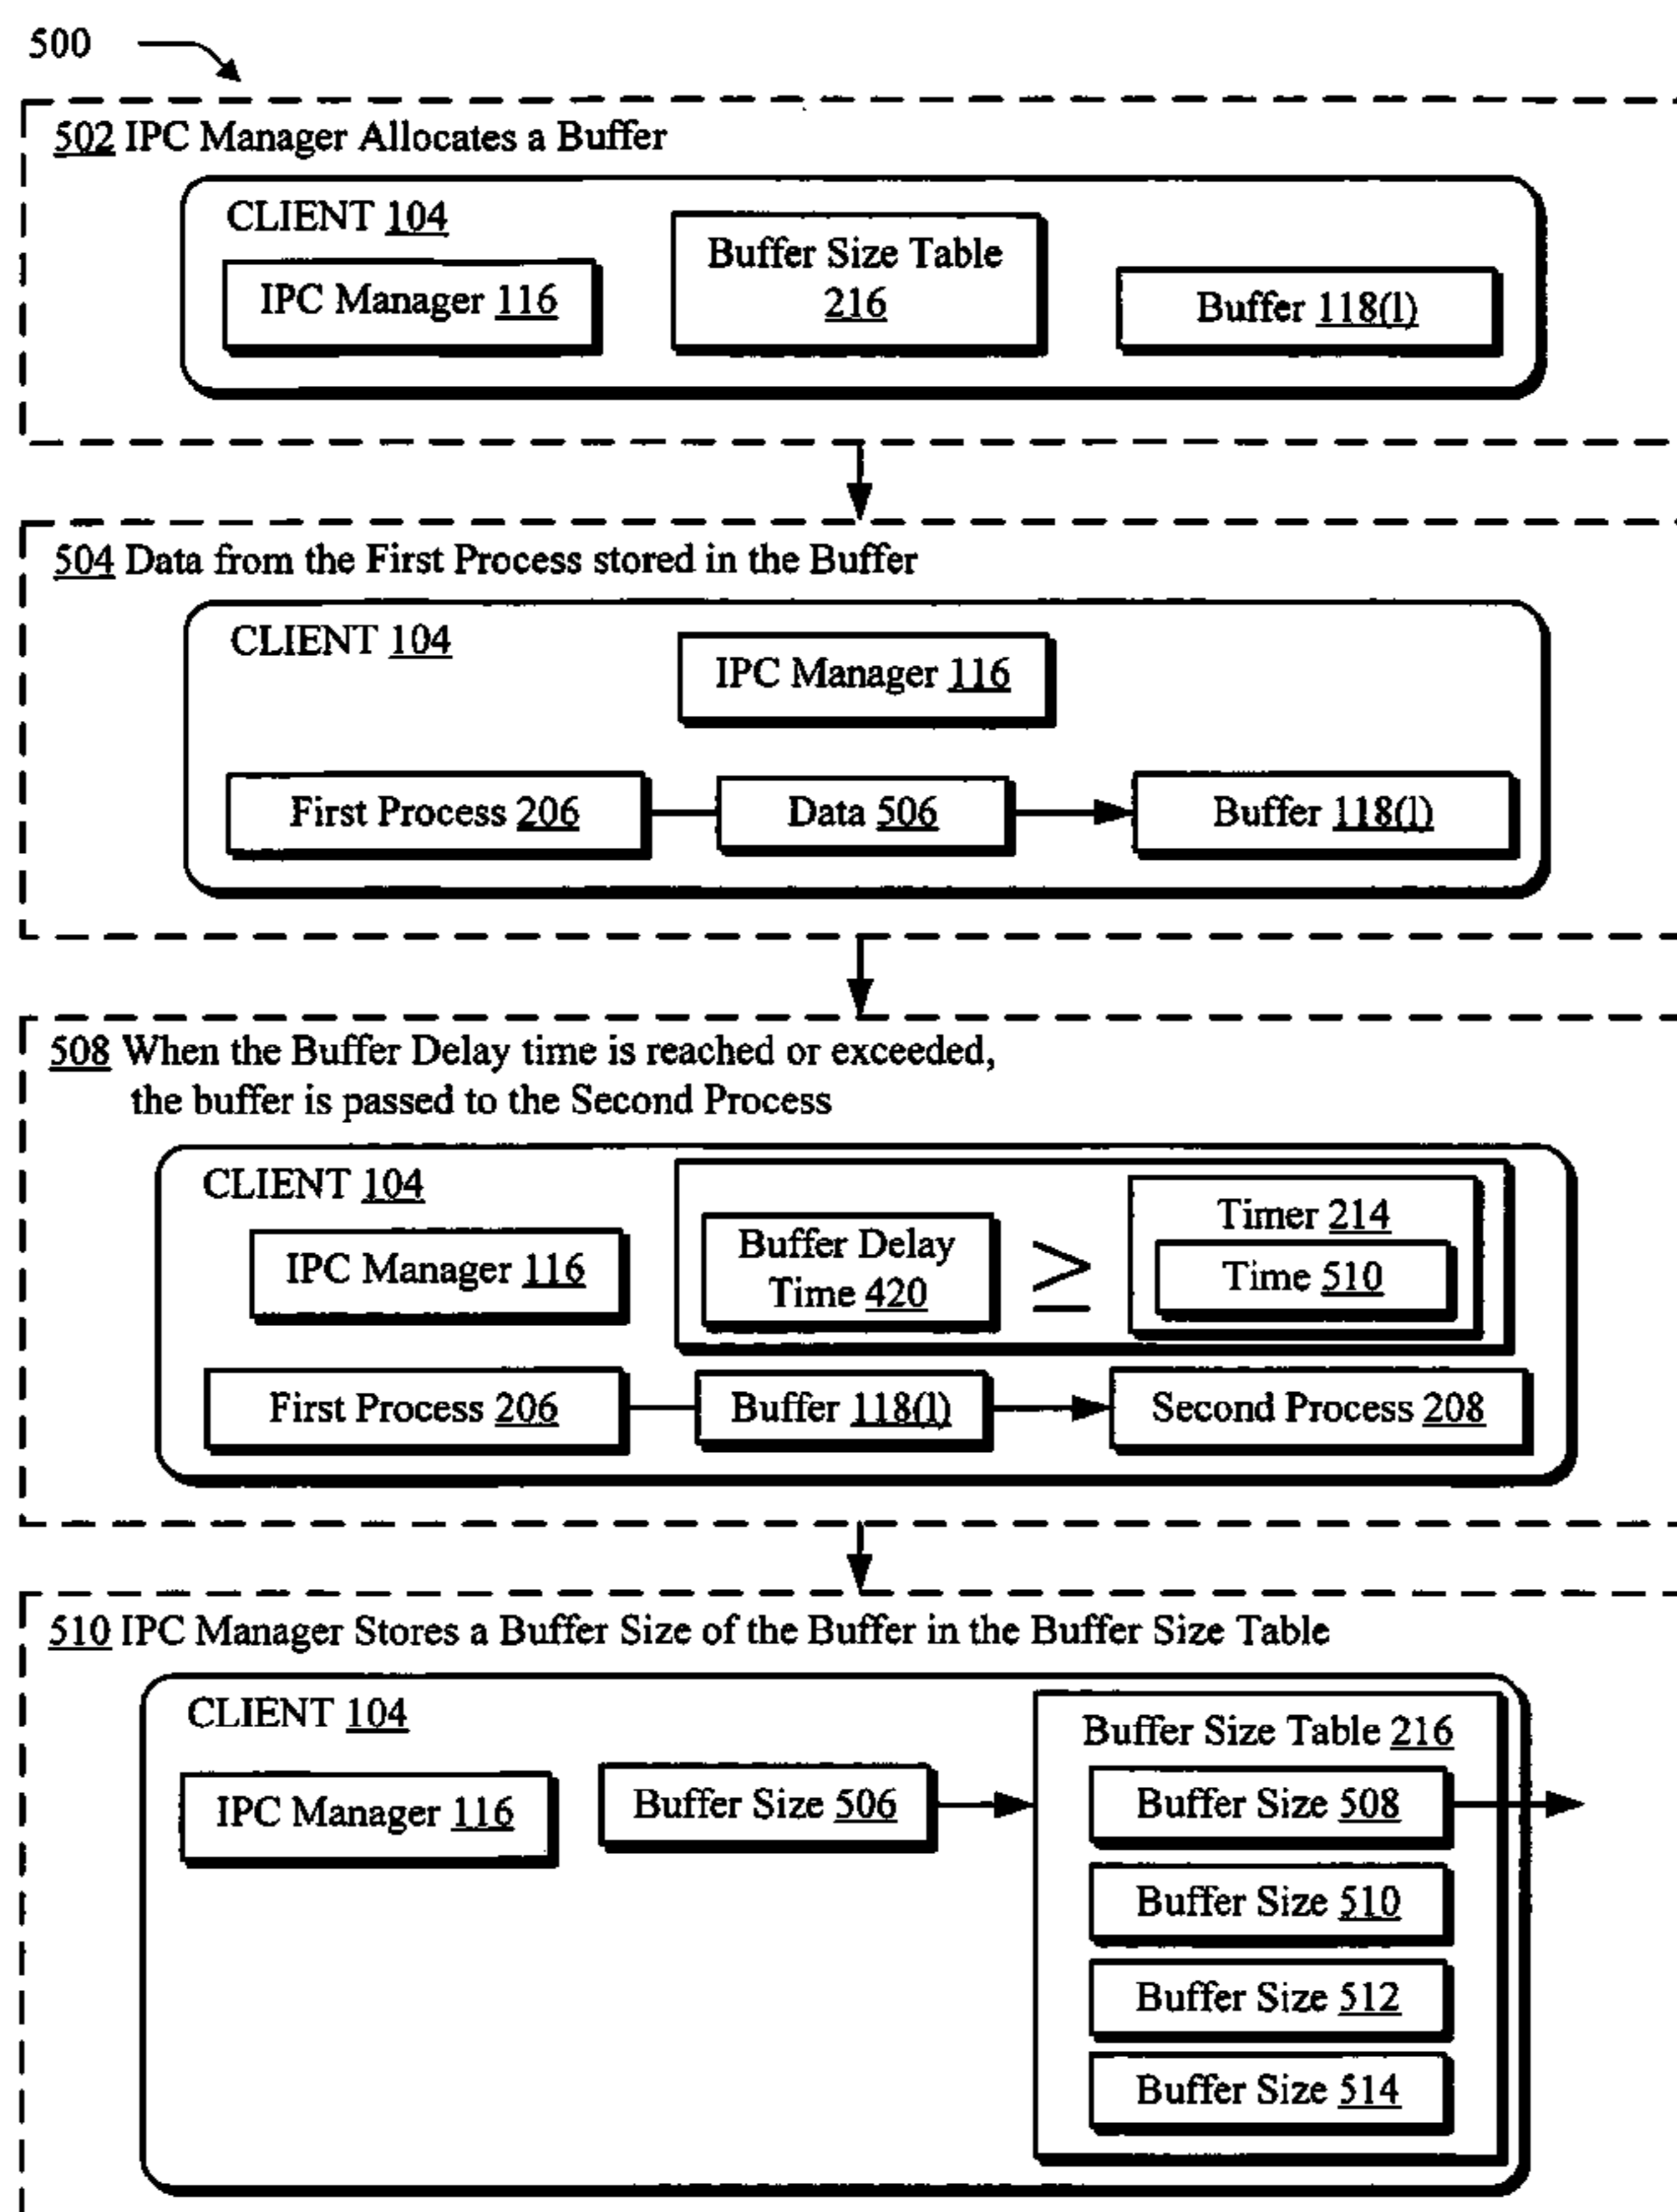 500
502 IPC Manager Allocates a Buffer
CLIENT 104
IPC Manager 116
Buffer Size Table
216
Buffer 118(l)
504 Data from the First Process stored in the Buffer
CLIENT 104
IPC Manager 116
First Process 206
Data 506
Buffer 118(l)
508 When the Buffer Delay time is reached or exceeded,
the buffer is passed to the Second Process
CLIENT 104
IPC Manager 116
Buffer Delay
Time 420
≥
Timer 214
Time 510
First Process 206
Buffer 118(l)
Second Process 208
510 IPC Manager Stores a Buffer Size of the Buffer in the Buffer Size Table
CLIENT 104
IPC Manager 116
Buffer Size 506
Buffer Size Table 216
Buffer Size 508
Buffer Size 510
Buffer Size 512
Buffer Size 514